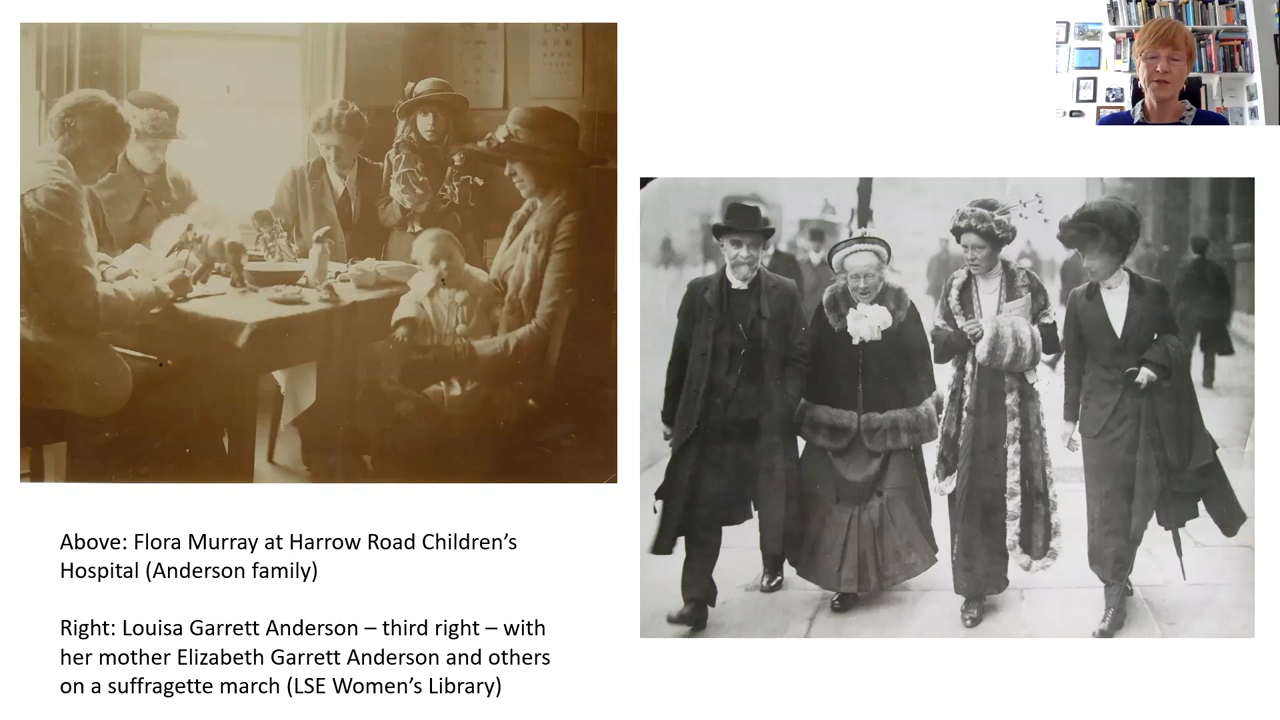 Above: Flora Murray at Harrow Road Children’s
Hospital (Anderson family)
Right: Louisa Garrett Anderson – third right – with
her mother Elizabeth Garrett Anderson and others
on a suffragette march (LSE Women’s Library)